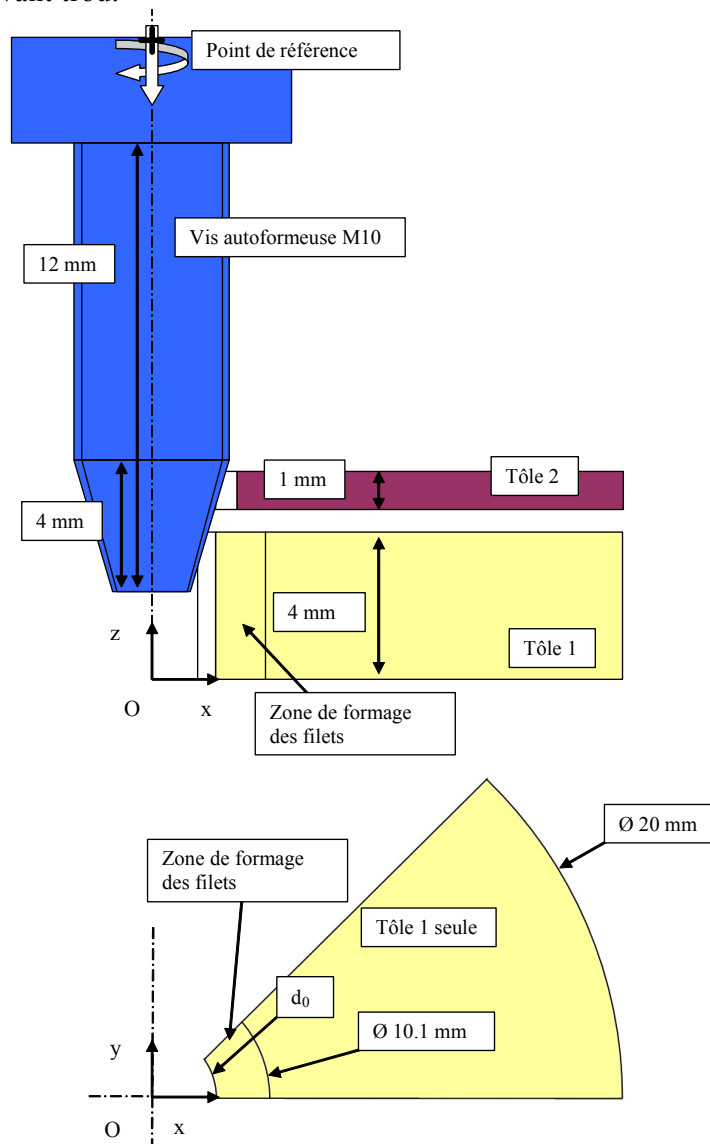 Point de référence
Vis autoformeuse M10
12 mm
1 mm
Tôle 2
4 mm
4 mm
z
Tôle 1
O
x
Zone de formage
des filets
Zone de formage
des filets
Ø 20 mm
Tôle 1 seule
d0
Ø 10.1 mm
y
O
x